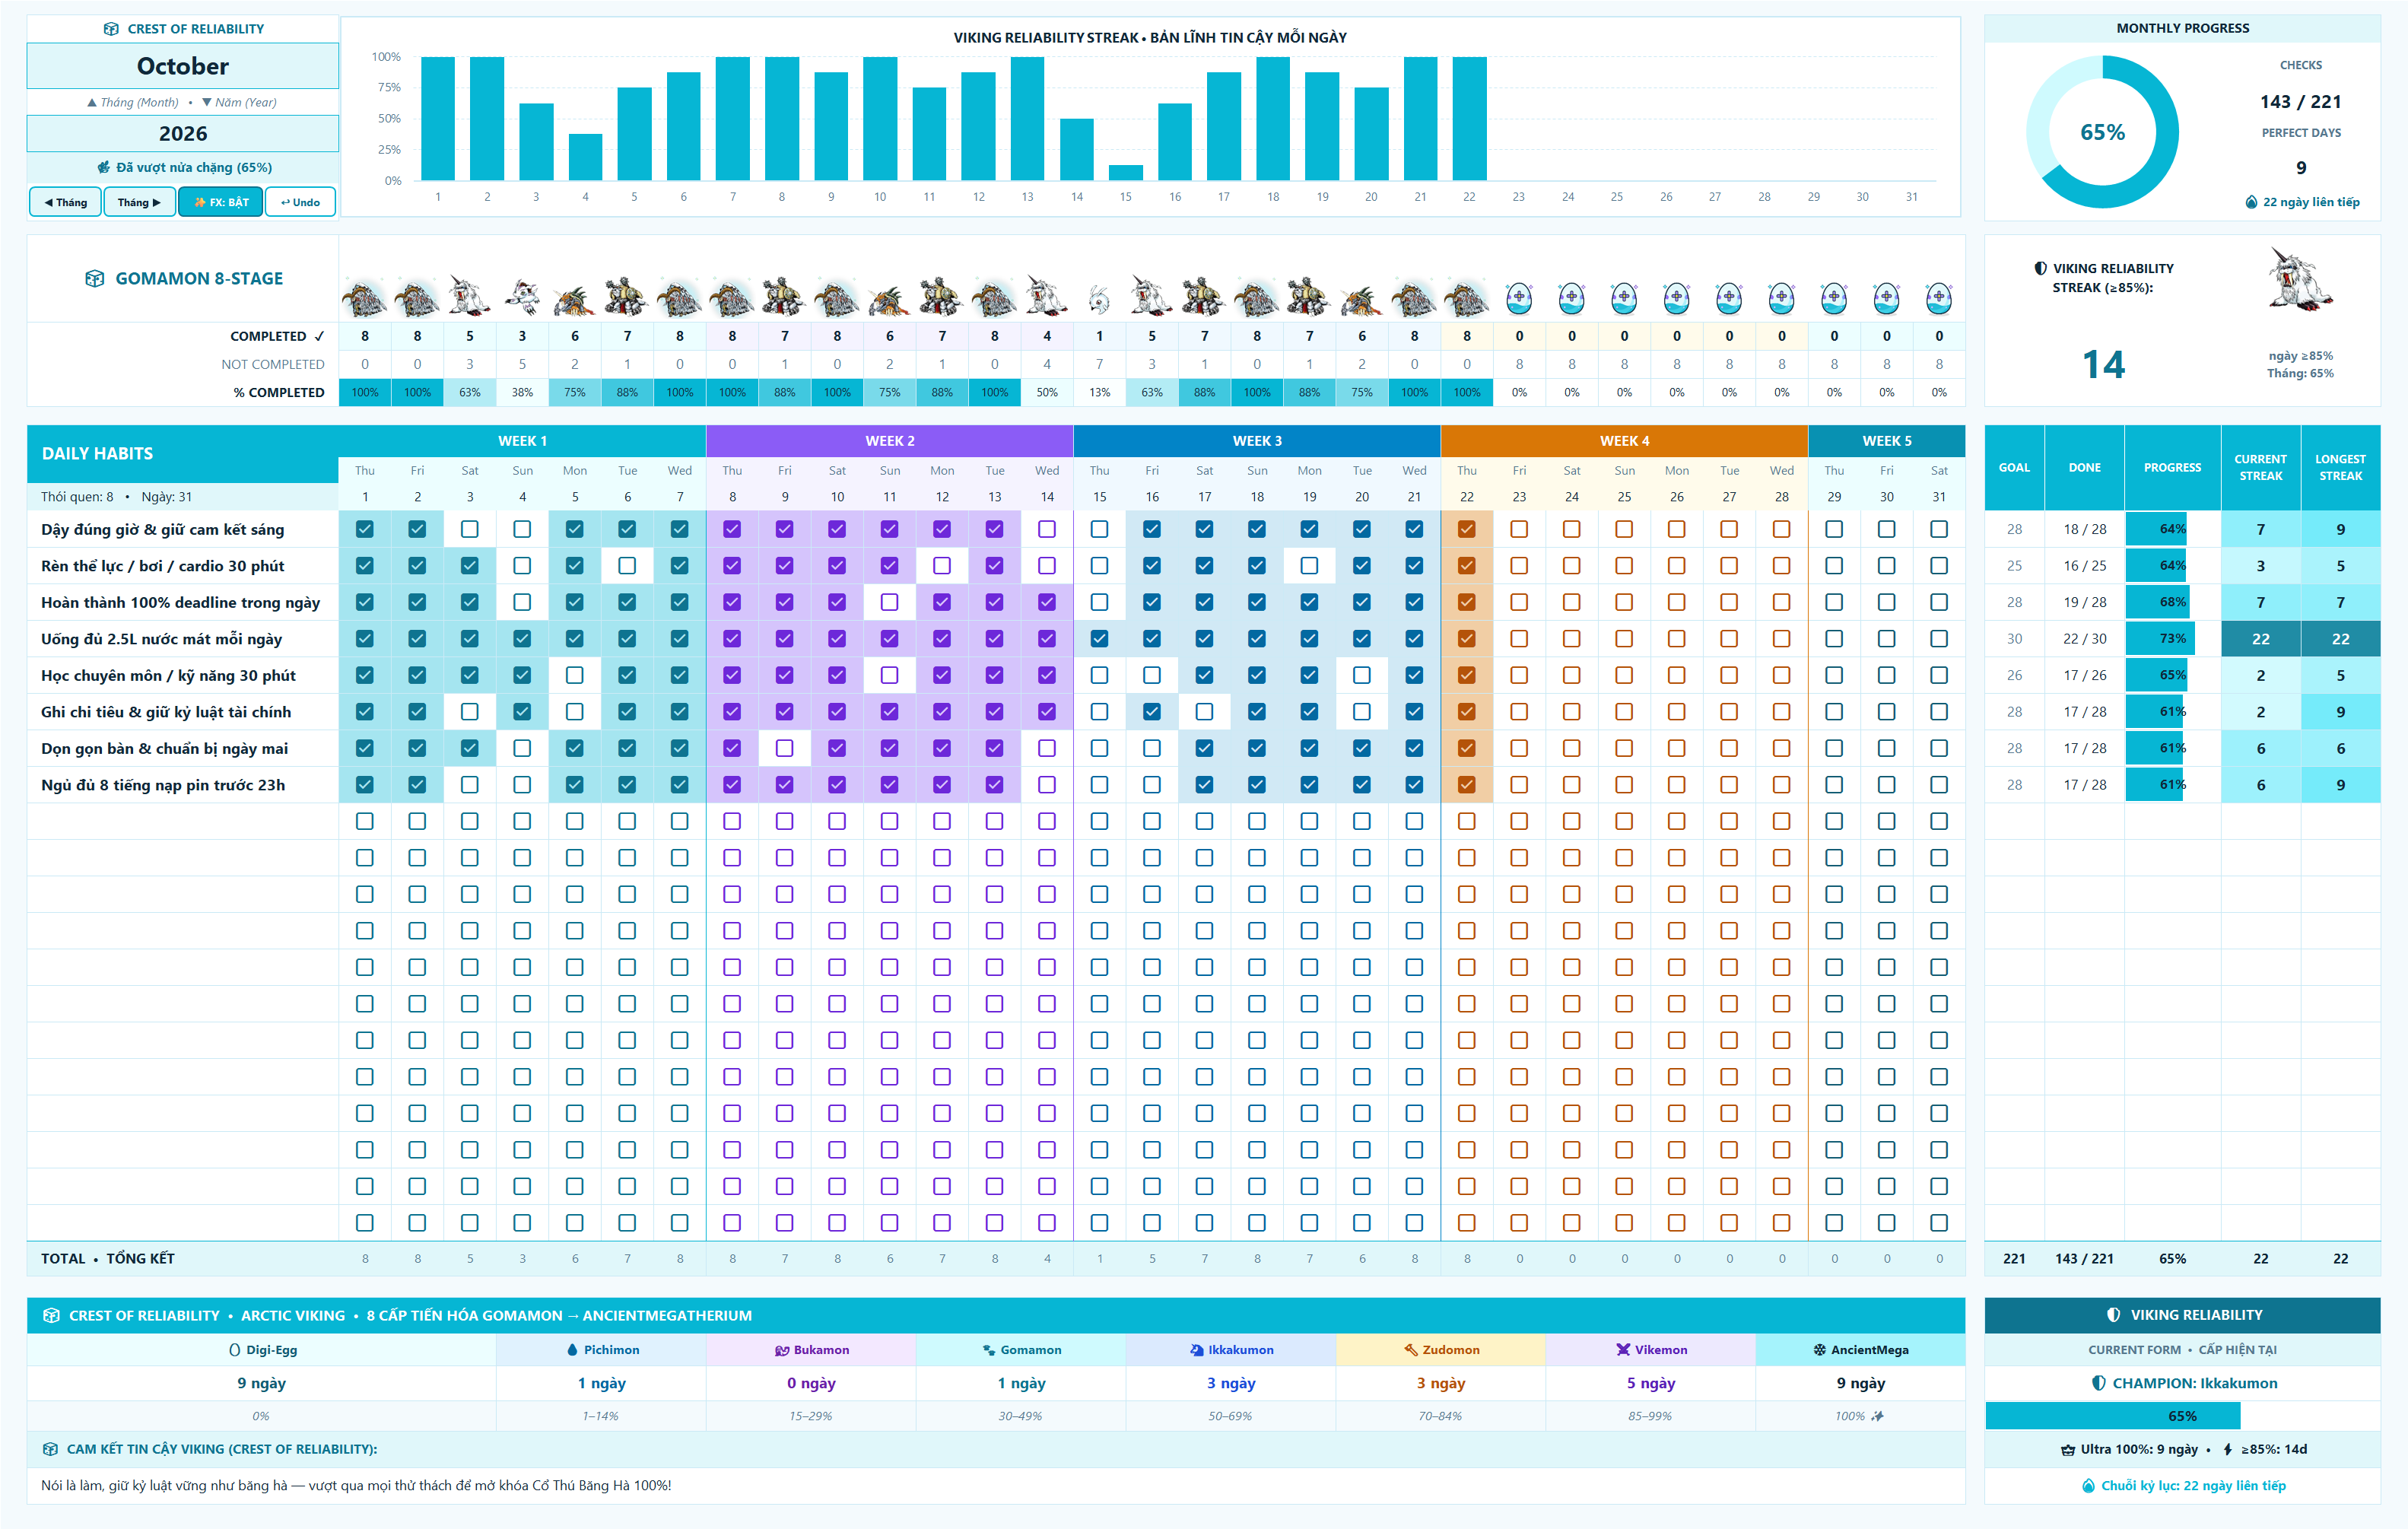 CREST OF RELIABILITY
October
▲ Tháng (Month) • ▼ Năm (Year)
2026
Đã vượt nửa chặng (65%)
◀ Tháng Tháng ▶ FX: BẬT ↩ Undo
VIKING RELIABILITY STREAK • BẢN LĨNH TIN CẬY MỖI NGÀY
100%
75%
50%
25%
0%
1 2 3 4 5 6 7 8 9 10 11 12 13 14 15 16 17 18 19 20 21 22 23 24 25 26 27 28 29 30 31
MONTHLY PROGRESS
65%
CHECKS
143 / 221
PERFECT DAYS
9
22 ngày liên tiếp
GOMAMON 8-STAGE
COMPLETED ✓ 8 8 5 3 6 7 8 8 7 8 6 7 8 4 1 5 7 8 7 6 8 8 0 0 0 0 0 0 0 0 0
NOT COMPLETED 0 0 3 5 2 1 0 0 1 0 2 1 0 4 7 3 1 0 1 2 0 0 8 8 8 8 8 8 8 8 8
% COMPLETED 100% 100% 63% 38% 75% 88% 100% 100% 88% 100% 75% 88% 100% 50% 13% 63% 88% 100% 88% 75% 100% 100% 0% 0% 0% 0% 0% 0% 0% 0% 0%
VIKING RELIABILITY
STREAK (≥85%):
14
ngày ≥85%
Tháng: 65%
DAILY HABITS
WEEK 1 WEEK 2 WEEK 3 WEEK 4 WEEK 5
Thu Fri Sat Sun Mon Tue Wed Thu Fri Sat Sun Mon Tue Wed Thu Fri Sat Sun Mon Tue Wed Thu Fri Sat Sun Mon Tue Wed Thu Fri Sat
Thói quen: 8 • Ngày: 31
1 2 3 4 5 6 7 8 9 10 11 12 13 14 15 16 17 18 19 20 21 22 23 24 25 26 27 28 29 30 31
GOAL DONE PROGRESS CURRENT STREAK LONGEST STREAK
Dậy đúng giờ & giữ cam kết sáng 28 18 / 28 64% 7 9
Rèn thể lực / bơi / cardio 30 phút 25 16 / 25 64% 3 5
Hoàn thành 100% deadline trong ngày 28 19 / 28 68% 7 7
Uống đủ 2.5L nước mát mỗi ngày 30 22 / 30 73% 22 22
Học chuyên môn / kỹ năng 30 phút 26 17 / 26 65% 2 5
Ghi chi tiêu & giữ kỷ luật tài chính 28 17 / 28 61% 2 9
Dọn gọn bàn & chuẩn bị ngày mai 28 17 / 28 61% 6 6
Ngủ đủ 8 tiếng nạp pin trước 23h 28 17 / 28 61% 6 9
TOTAL • TỔNG KẾT 8 8 5 3 6 7 8 8 7 8 6 7 8 4 1 5 7 8 7 6 8 8 0 0 0 0 0 0 0 0 0 221 143 / 221 65% 22 22
CREST OF RELIABILITY • ARCTIC VIKING • 8 CẤP TIẾN HÓA GOMAMON → ANCIENTMEGATHERIUM
Digi-Egg Pichimon Bukamon Gomamon Ikkakumon Zudomon Vikemon AncientMega
9 ngày 1 ngày 0 ngày 1 ngày 3 ngày 3 ngày 5 ngày 9 ngày
0% 1–14% 15–29% 30–49% 50–69% 70–84% 85–99% 100%
CAM KẾT TIN CẬY VIKING (CREST OF RELIABILITY):
Nói là làm, giữ kỷ luật vững như băng hà — vượt qua mọi thử thách để mở khóa Cổ Thú Băng Hà 100%!
VIKING RELIABILITY
CURRENT FORM • CẤP HIỆN TẠI
CHAMPION: Ikkakumon
65%
Ultra 100%: 9 ngày • ≥85%: 14d
Chuỗi kỷ lục: 22 ngày liên tiếp